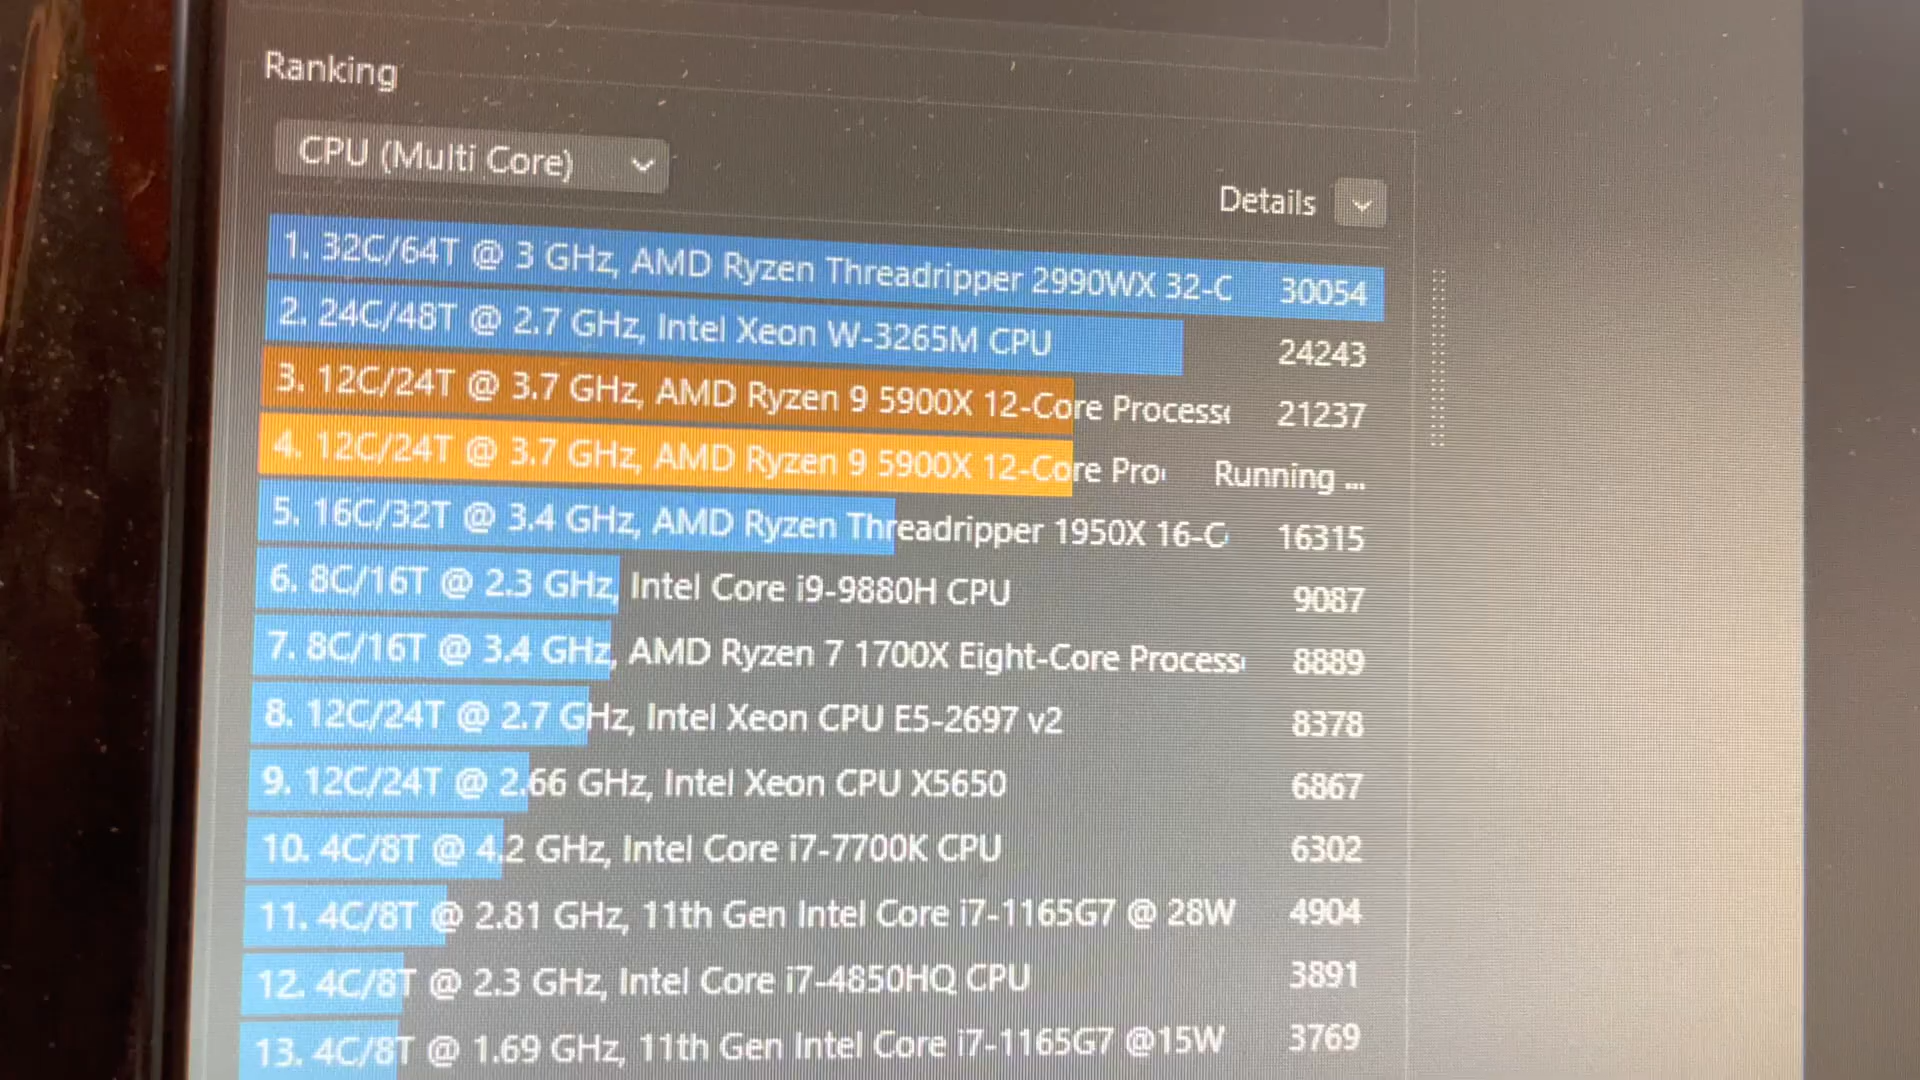 Ranking
CPU (Multi Core)
Details
1. 32C/64T @ 3 GHz, AMD Ryzen Threadripper 2990WX 32-C 30054
2. 24C/48T @ 2.7 GHz, Intel Xeon W-3265M CPU 24243
3. 12C/24T @ 3.7 GHz, AMD Ryzen 9 5900X 12-Core Process 21237
4. 12C/24T @ 3.7 GHz, AMD Ryzen 9 5900X 12-Core Pro Running ...
5. 16C/32T @ 3.4 GHz, AMD Ryzen Threadripper 1950X 16-C 16315
6. 8C/16T @ 2.3 GHz, Intel Core i9-9880H CPU 9087
7. 8C/16T @ 3.4 GHz, AMD Ryzen 7 1700X Eight-Core Process 8889
8. 12C/24T @ 2.7 GHz, Intel Xeon CPU E5-2697 v2 8378
9. 12C/24T @ 2.66 GHz, Intel Xeon CPU X5650 6867
10. 4C/8T @ 4.2 GHz, Intel Core i7-7700K CPU 6302
11. 4C/8T @ 2.81 GHz, 11th Gen Intel Core i7-1165G7 @ 28W 4904
12. 4C/8T @ 2.3 GHz, Intel Core i7-4850HQ CPU 3891
13. 4C/8T @ 1.69 GHz, 11th Gen Intel Core i7-1165G7 @15W 3769